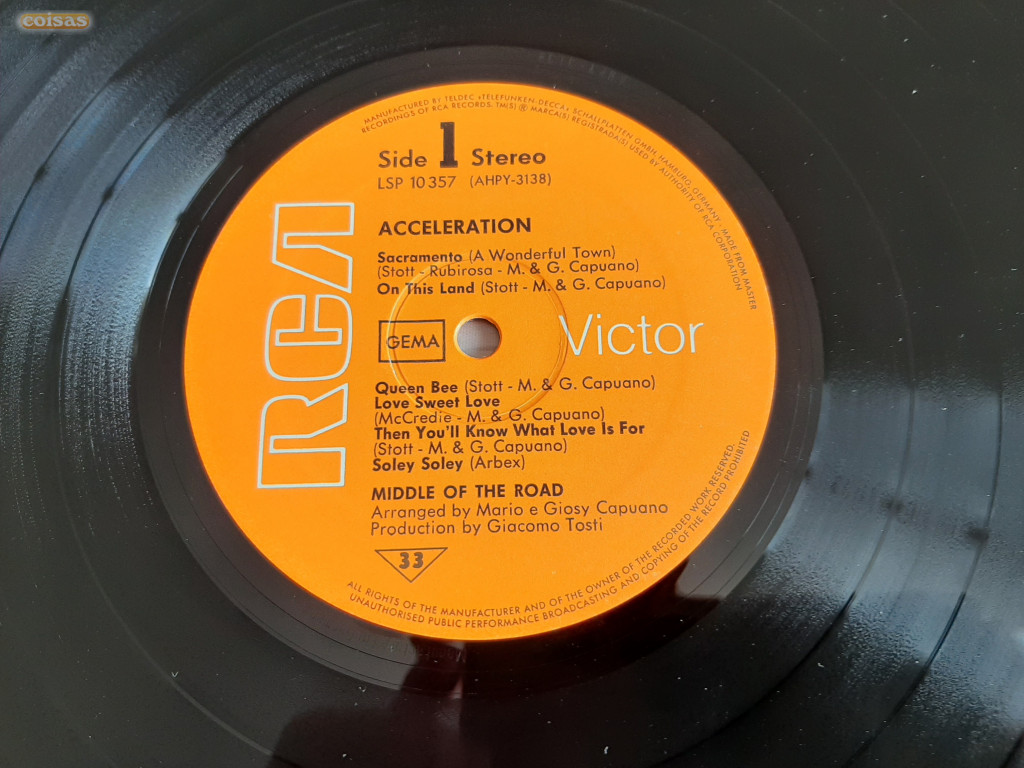 coisas
MANUFACTURED BY TELDEC »TELEFUNKEN-DECCA« SCHALLPLATTEN GMBH, HAMBURG, GERMANY · MADE FROM MASTER
RECORDINGS OF RCA RECORDS. TM(S) ® MARCA(S) REGISTRADA(S) USED BY AUTHORITY OF RCA CORPORATION
Side 1 Stereo
LSP 10 357 (AHPY-3138)
ACCELERATION
Sacramento (A Wonderful Town)
(Stott - Rubirosa - M. & G. Capuano)
On This Land (Stott - M. & G. Capuano)
RCA
GEMA
Victor
Queen Bee (Stott - M. & G. Capuano)
Love Sweet Love
(McCredie - M. & G. Capuano)
Then You'll Know What Love Is For
(Stott - M. & G. Capuano)
Soley Soley (Arbex)
MIDDLE OF THE ROAD
Arranged by Mario e Giosy Capuano
Production by Giacomo Tosti
33
ALL RIGHTS OF THE MANUFACTURER AND OF THE OWNER OF THE RECORDED WORK RESERVED.
UNAUTHORISED PUBLIC PERFORMANCE BROADCASTING AND COPYING OF THE RECORD PROHIBITED